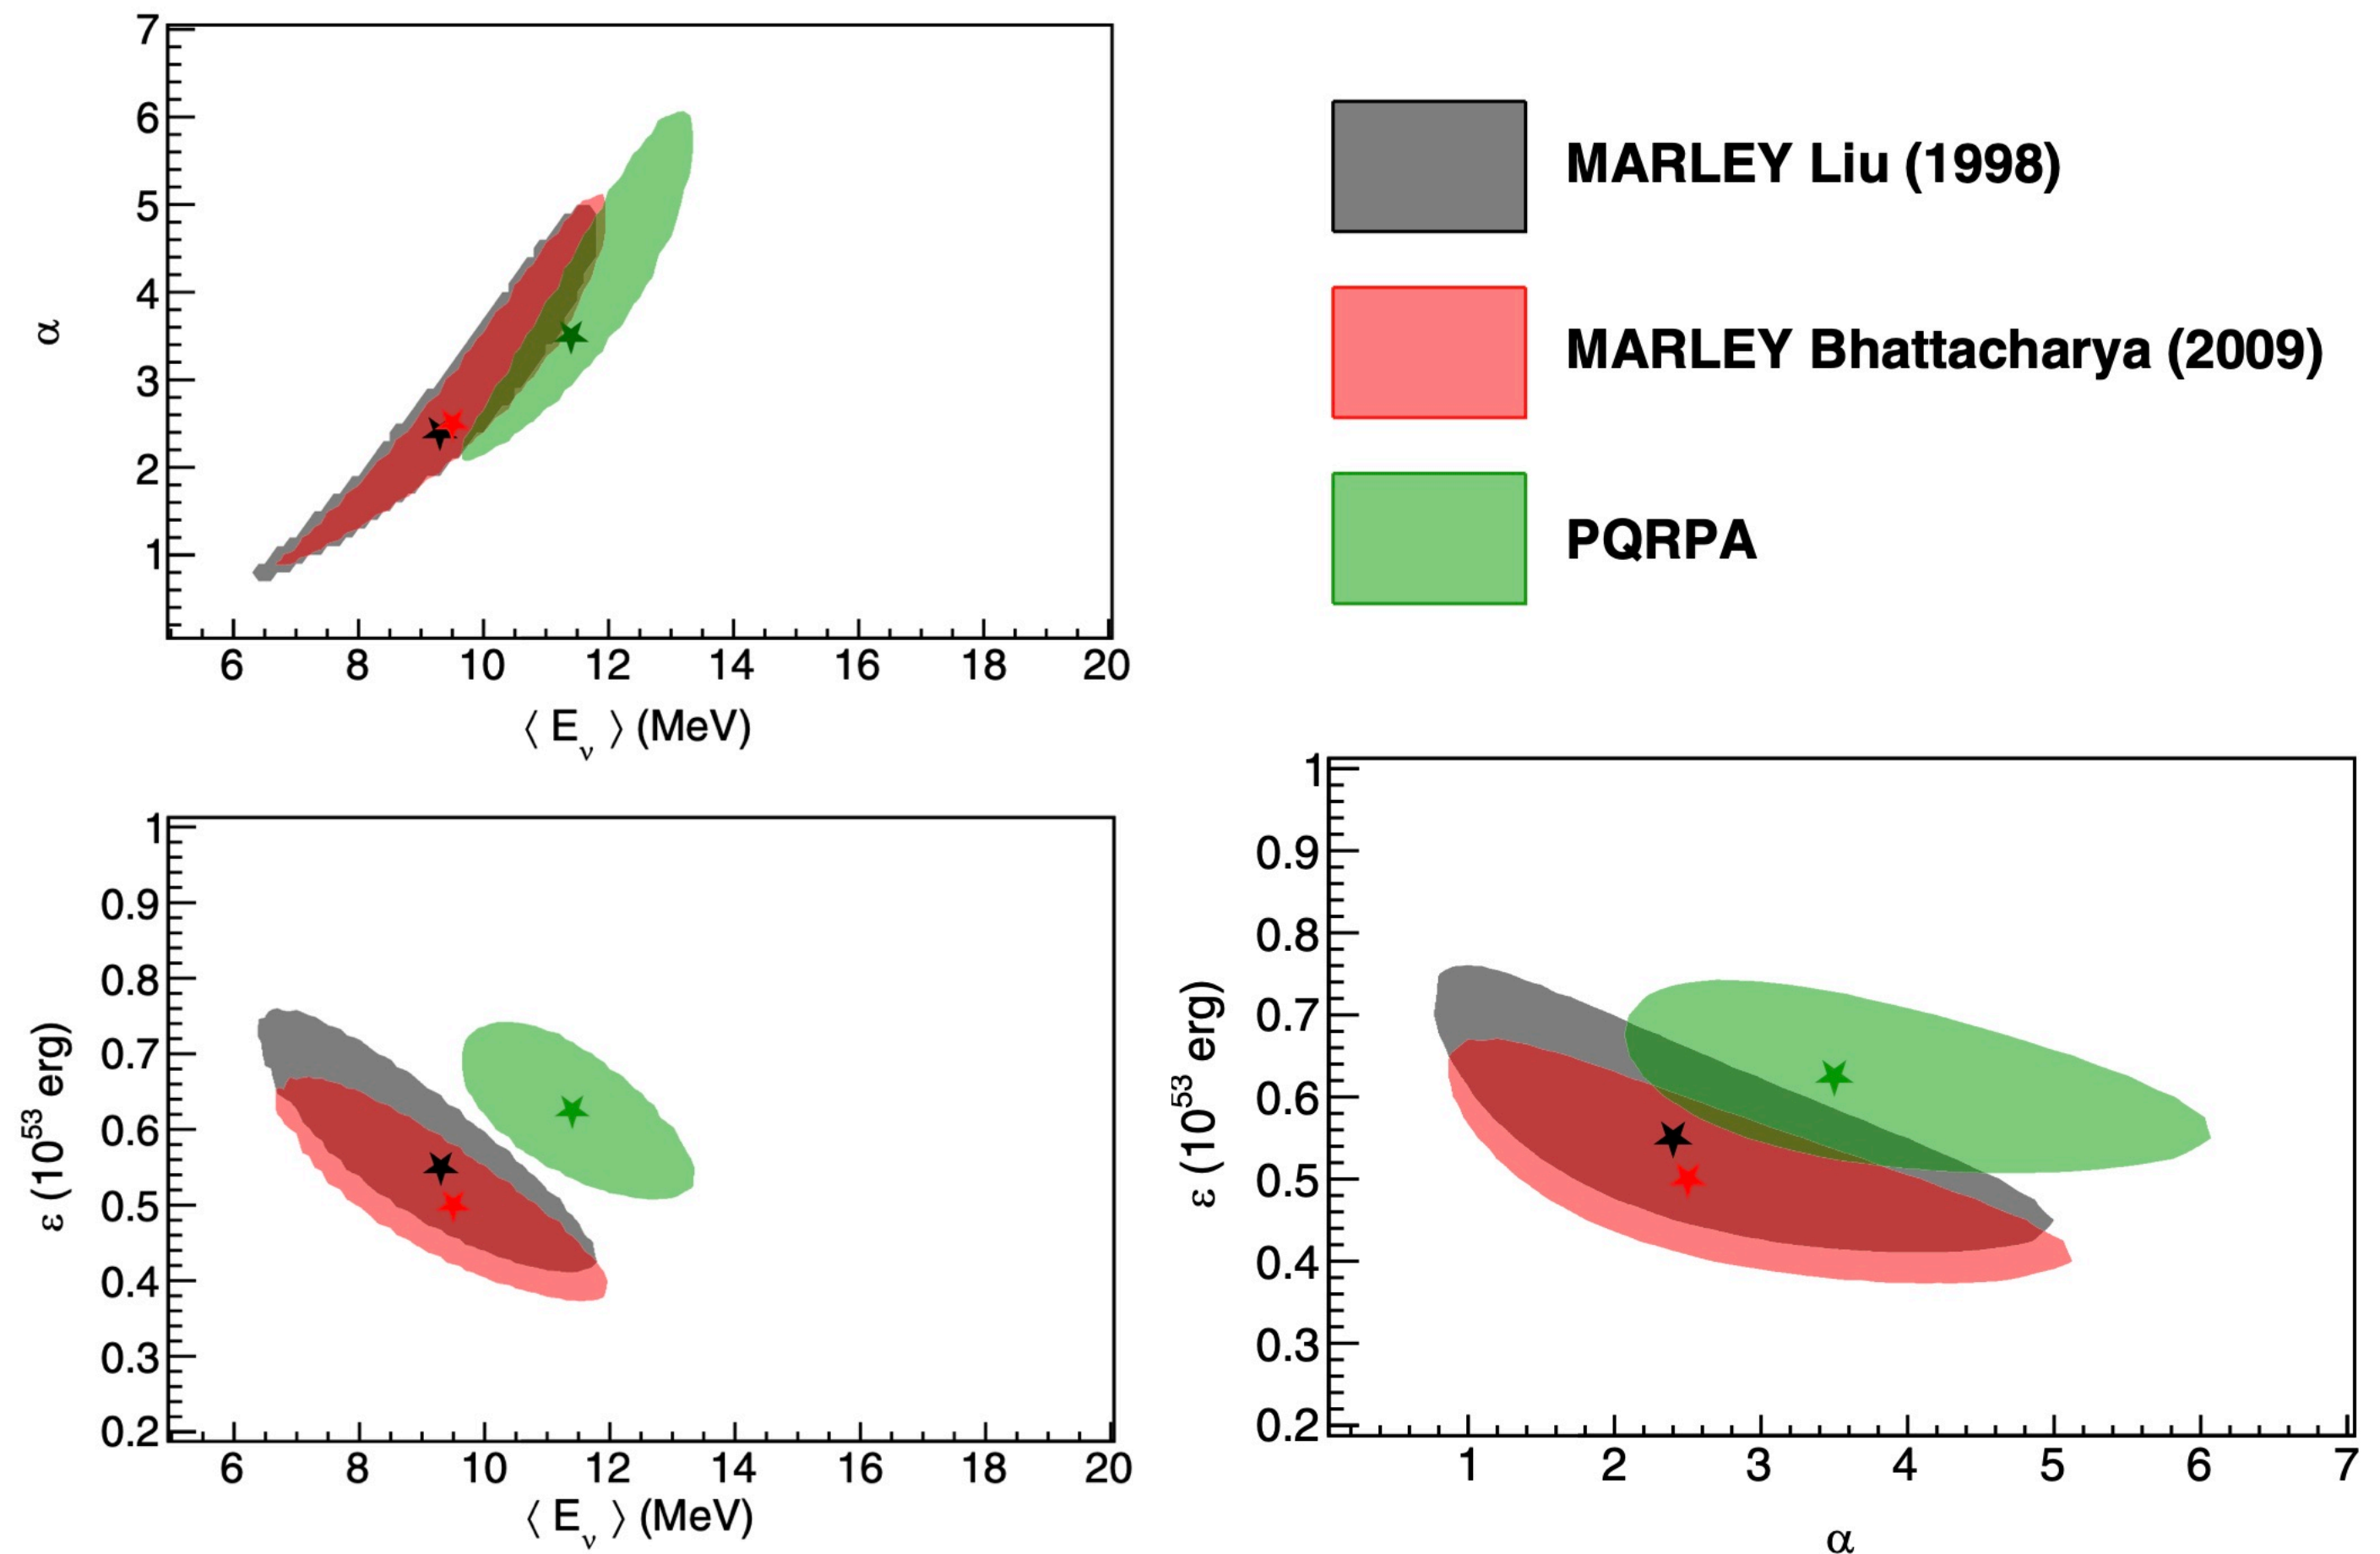 7
6
5
4
3
2
1
α
6 8 10 12 14 16 18 20
⟨ E_ν ⟩ (MeV)
MARLEY Liu (1998)
MARLEY Bhattacharya (2009)
PQRPA
1
0.9
0.8
0.7
0.6
0.5
0.4
0.3
0.2
ε (10^53 erg)
6 8 10 12 14 16 18 20
⟨ E_ν ⟩ (MeV)
1
0.9
0.8
0.7
0.6
0.5
0.4
0.3
0.2
ε (10^53 erg)
1 2 3 4 5 6 7
α